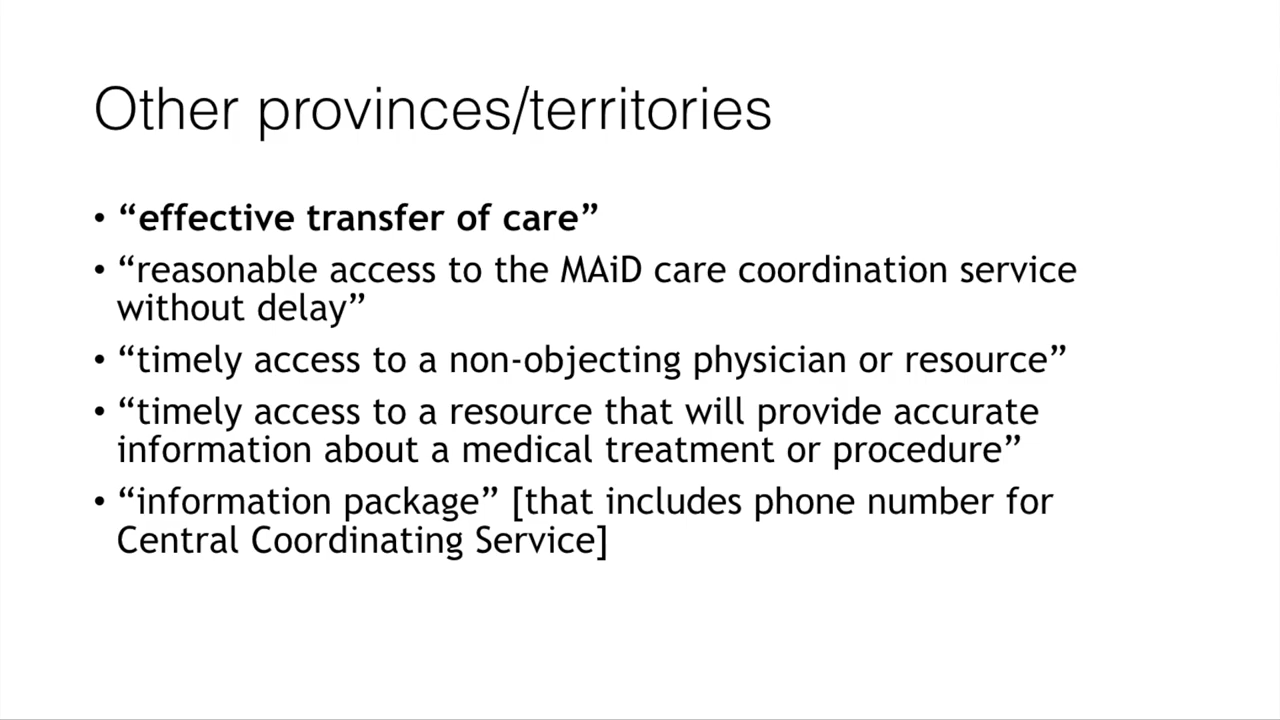 Other provinces/territories
• “effective transfer of care”
• “reasonable access to the MAiD care coordination service
without delay”
• “timely access to a non-objecting physician or resource”
• “timely access to a resource that will provide accurate
information about a medical treatment or procedure”
• “information package” [that includes phone number for
Central Coordinating Service]